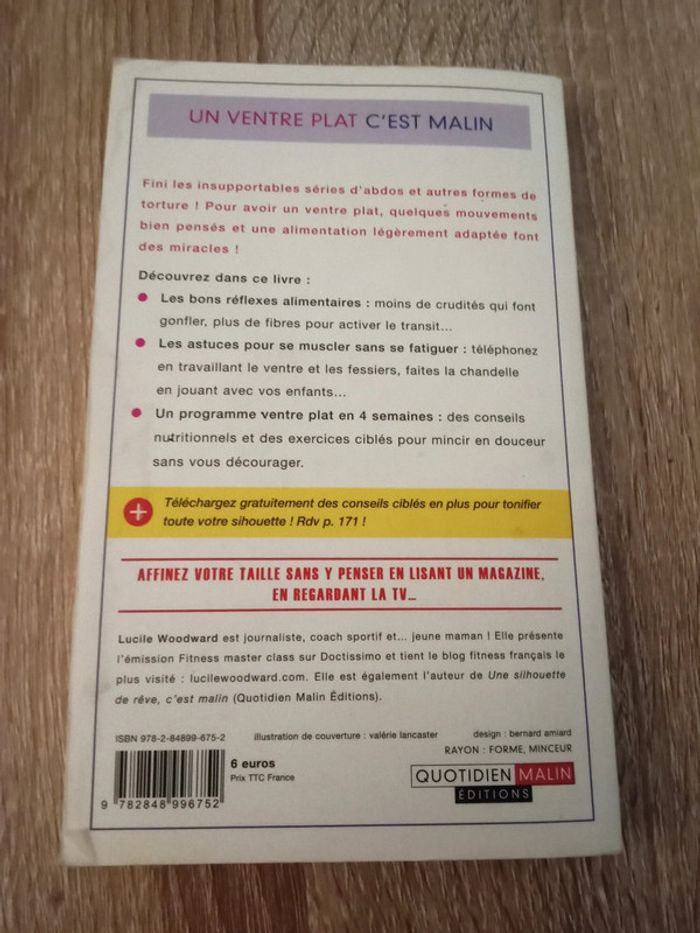 UN VENTRE PLAT C'EST MALIN
Fini les insupportables séries d'abdos et autres formes de
torture ! Pour avoir un ventre plat, quelques mouvements
bien pensés et une alimentation légèrement adaptée font
des miracles !
Découvrez dans ce livre :
● Les bons réflexes alimentaires : moins de crudités qui font
gonfler, plus de fibres pour activer le transit...
● Les astuces pour se muscler sans se fatiguer : téléphonez
en travaillant le ventre et les fessiers, faites la chandelle
en jouant avec vos enfants...
● Un programme ventre plat en 4 semaines : des conseils
nutritionnels et des exercices ciblés pour mincir en douceur
sans vous décourager.
+ Téléchargez gratuitement des conseils ciblés en plus pour tonifier
toute votre sihouette ! Rdv p. 171 !
AFFINEZ VOTRE TAILLE SANS Y PENSER EN LISANT UN MAGAZINE,
EN REGARDANT LA TV...
Lucile Woodward est journaliste, coach sportif et... jeune maman ! Elle présente
l'émission Fitness master class sur Doctissimo et tient le blog fitness français le
plus visité : lucilewoodward.com. Elle est également l'auteur de Une silhouette
de rêve, c'est malin (Quotidien Malin Éditions).
ISBN 978-2-84899-675-2 illustration de couverture : valérie lancaster design : bernard amiard
RAYON : FORME, MINCEUR
6 euros
Prix TTC France
QUOTIDIEN MALIN
ÉDITIONS
9 782848 996752